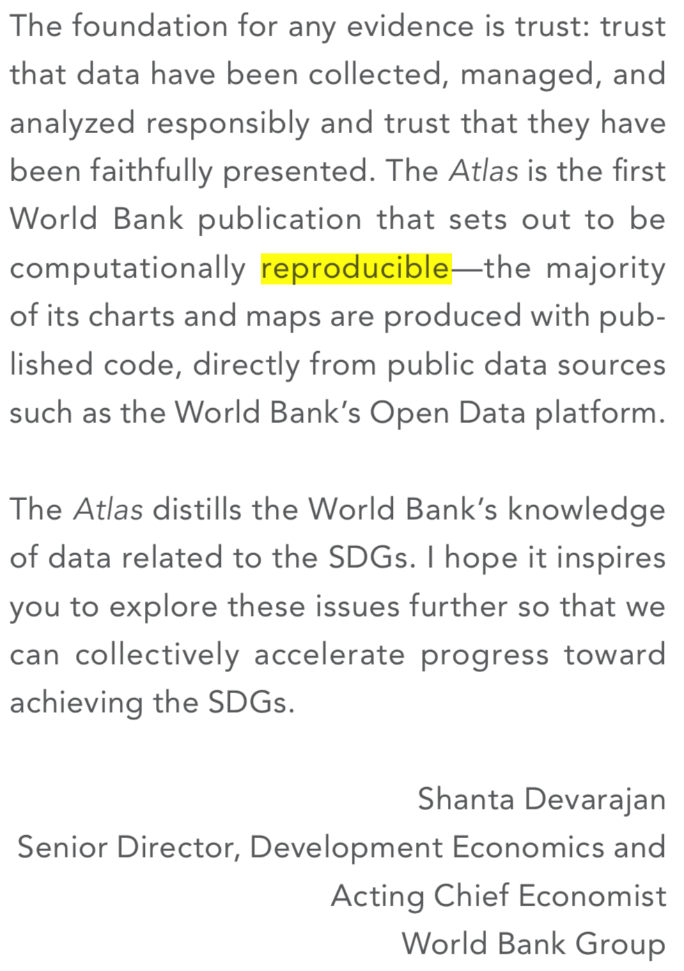 The foundation for any evidence is trust: trust
that data have been collected, managed, and
analyzed responsibly and trust that they have
been faithfully presented. The Atlas is the first
World Bank publication that sets out to be
computationally reproducible—the majority
of its charts and maps are produced with pub-
lished code, directly from public data sources
such as the World Bank’s Open Data platform.
The Atlas distills the World Bank’s knowledge
of data related to the SDGs. I hope it inspires
you to explore these issues further so that we
can collectively accelerate progress toward
achieving the SDGs.
Shanta Devarajan
Senior Director, Development Economics and
Acting Chief Economist
World Bank Group